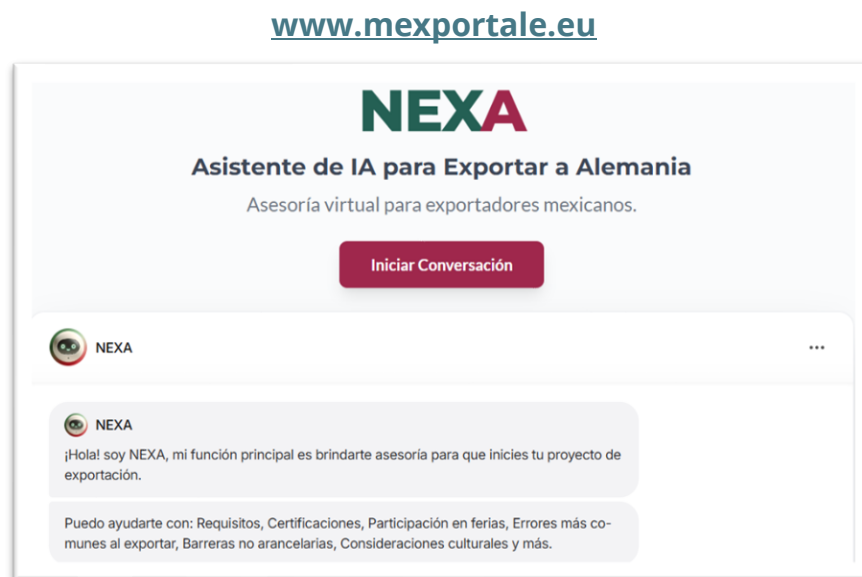 www.mexportale.eu
NEXA
Asistente de IA para Exportar a Alemania
Asesoría virtual para exportadores mexicanos.
Iniciar Conversación
NEXA
NEXA
¡Hola! soy NEXA, mi función principal es brindarte asesoría para que inicies tu proyecto de
exportación.
Puedo ayudarte con: Requisitos, Certificaciones, Participación en ferias, Errores más co-
munes al exportar, Barreras no arancelarias, Consideraciones culturales y más.